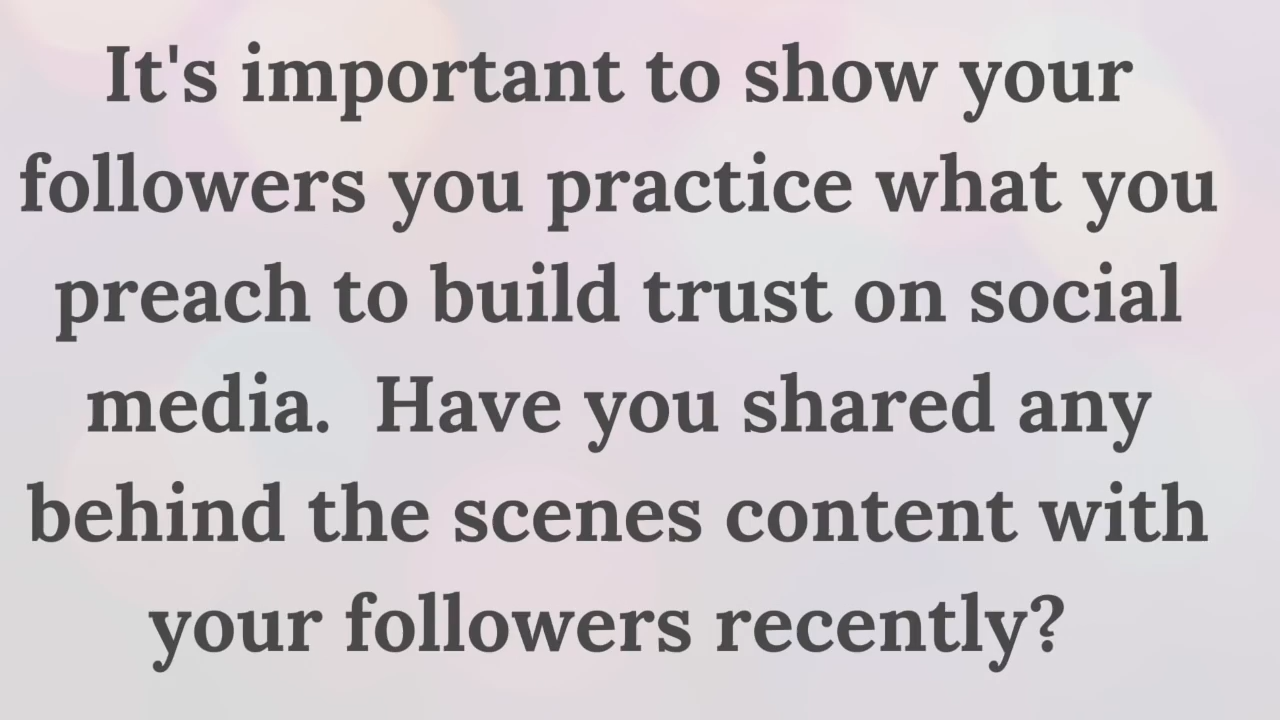 It's important to show your
followers you practice what you
preach to build trust on social
media.  Have you shared any
behind the scenes content with
your followers recently?